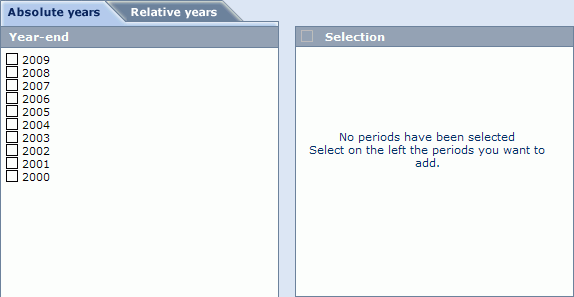 Absolute years
Relative years
Year-end
2009
2008
2007
2006
2005
2004
2003
2002
2001
2000
Selection
No periods have been selected
Select on the left the periods you want to
add.